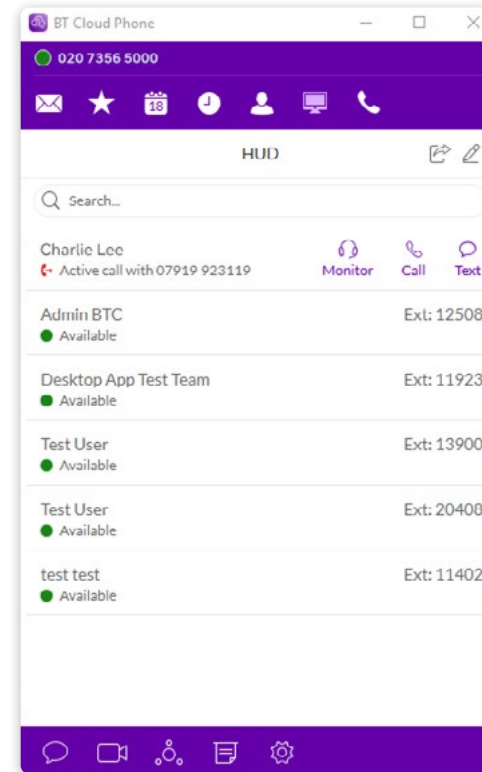 BT Cloud Phone
020 7356 5000
18
HUD
Search...
Charlie Lee
Active call with 07919 923119
Monitor Call Text
Admin BTC Ext: 12508
Available
Desktop App Test Team Ext: 11923
Available
Test User Ext: 13900
Available
Test User Ext: 20408
Available
test test Ext: 11402
Available